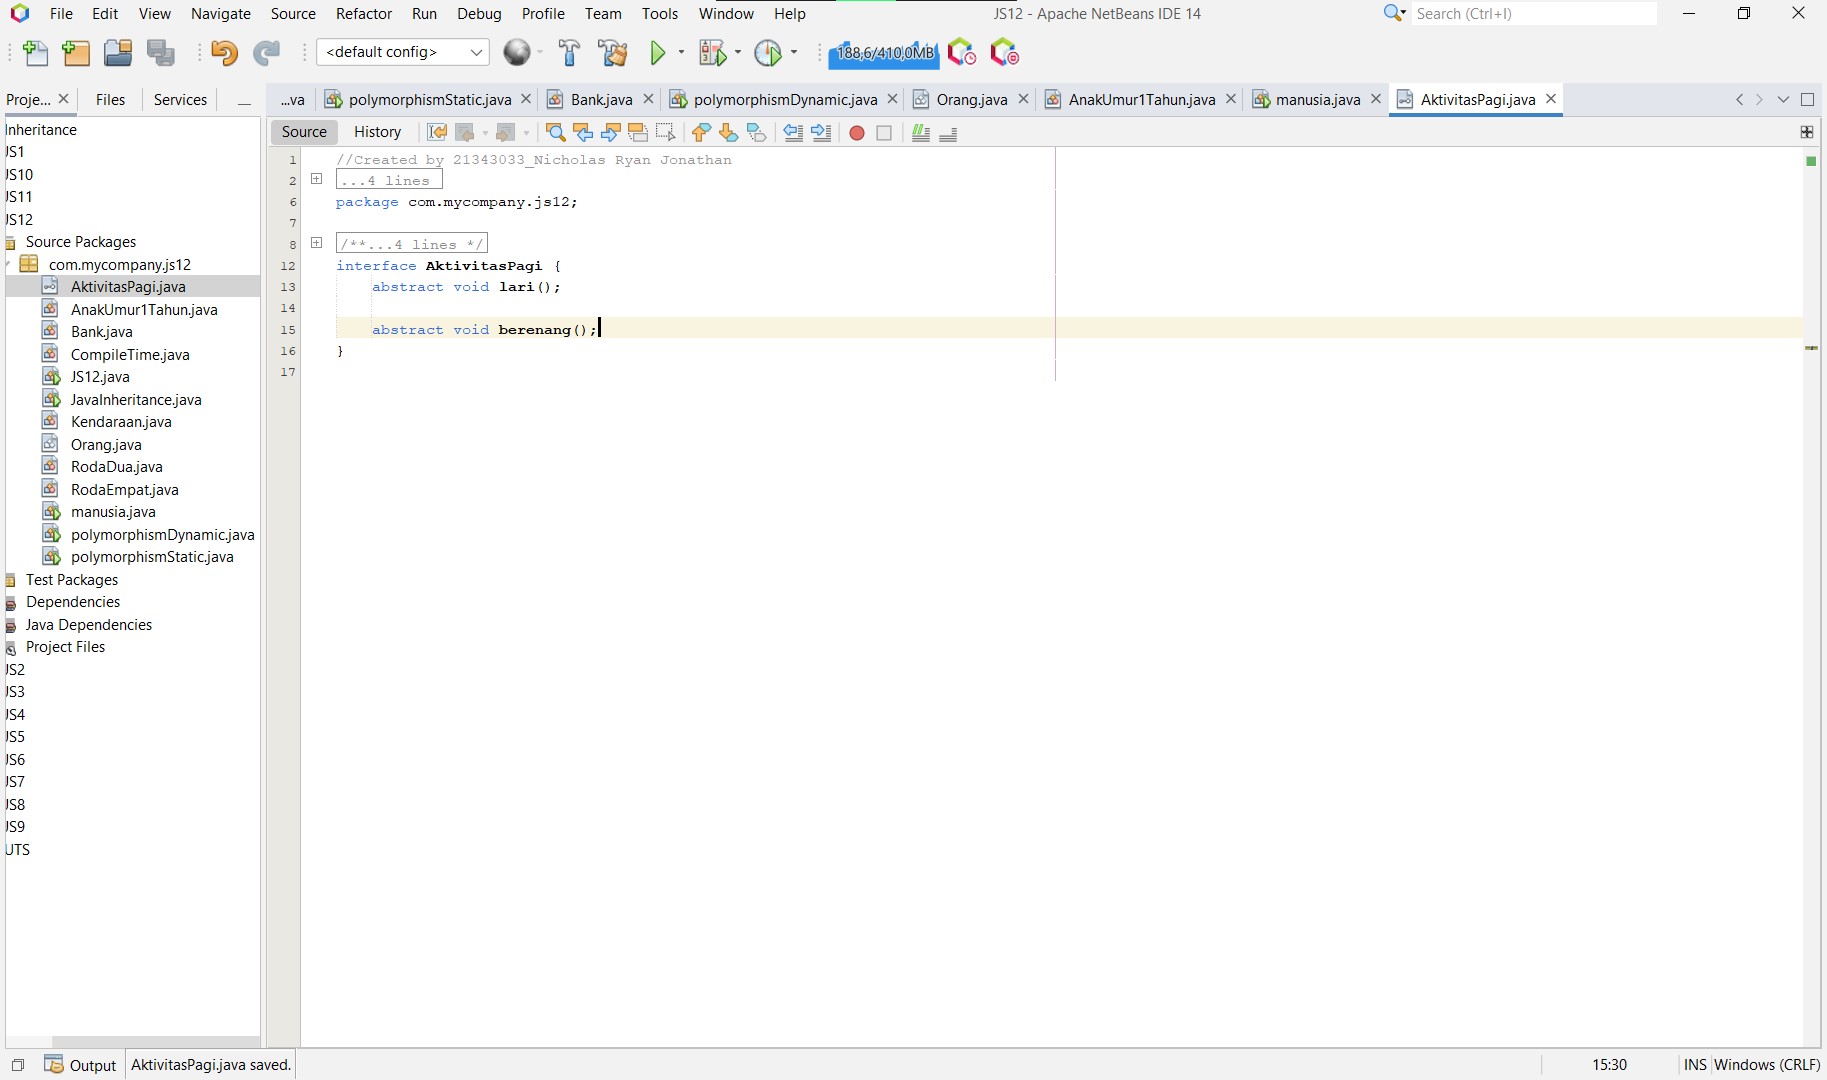 File Edit View Navigate Source Refactor Run Debug Profile Team Tools Window Help JS12 - Apache NetBeans IDE 14 Search (Ctrl+I)
<default config> 188,6/410,0MB
Proje... Files Services
...va polymorphismStatic.java Bank.java polymorphismDynamic.java Orang.java AnakUmur1Tahun.java manusia.java AktivitasPagi.java
Source History
Inheritance
JS1
JS10
JS11
JS12
Source Packages
com.mycompany.js12
AktivitasPagi.java
AnakUmur1Tahun.java
Bank.java
CompileTime.java
JS12.java
JavaInheritance.java
Kendaraan.java
Orang.java
RodaDua.java
RodaEmpat.java
manusia.java
polymorphismDynamic.java
polymorphismStatic.java
Test Packages
Dependencies
Java Dependencies
Project Files
JS2
JS3
JS4
JS5
JS6
JS7
JS8
JS9
UTS
1 //Created by 21343033_Nicholas Ryan Jonathan
2 ...4 lines
6 package com.mycompany.js12;
7
8 /**...4 lines */
12 interface AktivitasPagi {
13 abstract void lari();
14
15 abstract void berenang();
16 }
17
Output AktivitasPagi.java saved. 15:30 INS Windows (CRLF)